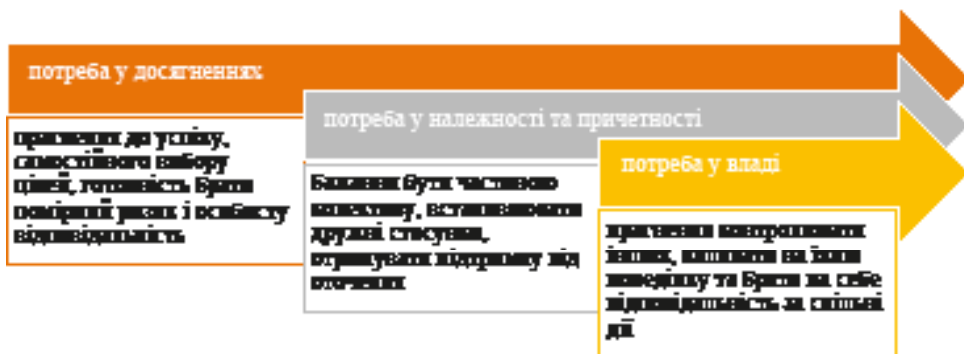 потреба у досягненнях
прагнення до успіху,
самостійного вибору
цілей, готовність брати
помірний ризик і особисту
відповідальність
потреба у належності та причетності
Бажання бути частиною
колективу, встановлювати
дружні стосунки,
отримувати підтримку від
оточення
потреба у владі
прагнення контролювати
інших, впливати на їхню
поведінку та брати на себе
відповідальність за спільні
дії